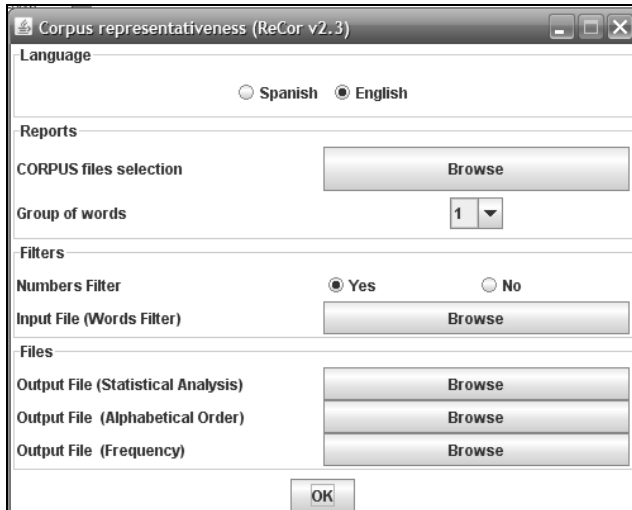 Corpus representativeness (ReCor v2.3)
Language
Spanish English
Reports
CORPUS files selection Browse
Group of words 1
Filters
Numbers Filter Yes No
Input File (Words Filter) Browse
Files
Output File (Statistical Analysis) Browse
Output File (Alphabetical Order) Browse
Output File (Frequency) Browse
OK